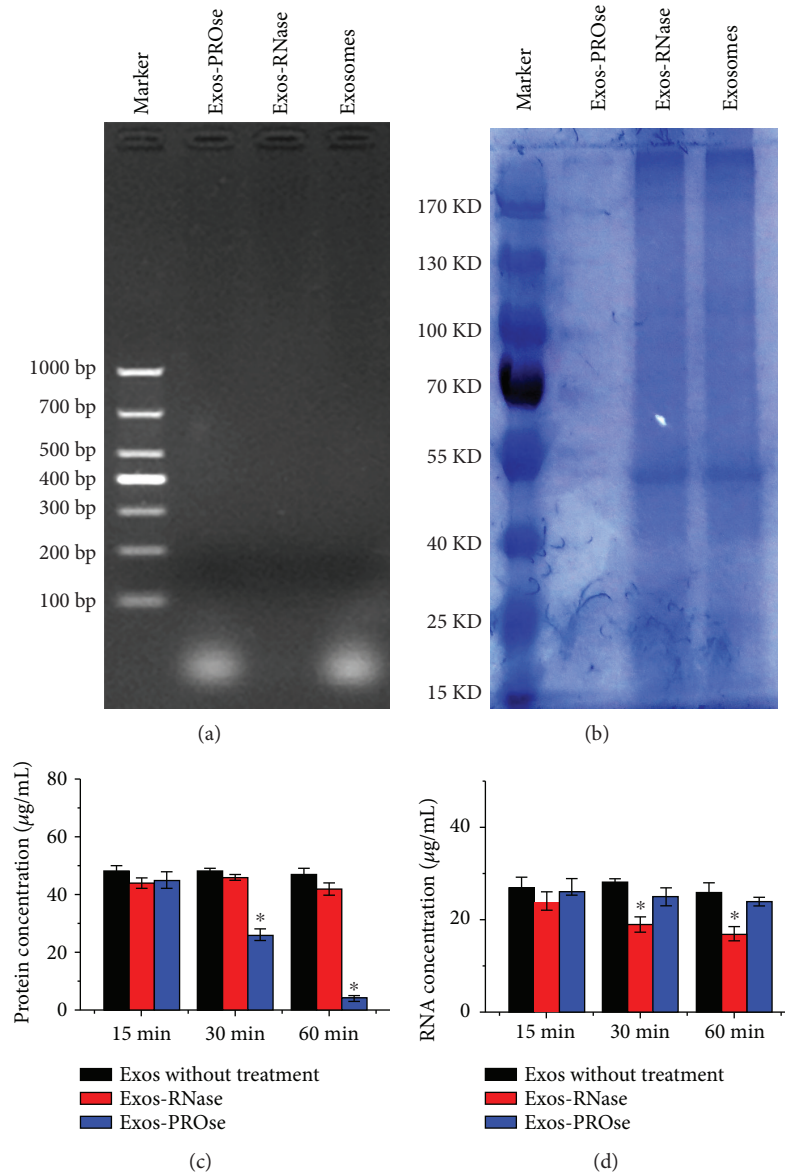 Marker
Exos-PROse
Exos-RNase
Exosomes
1000 bp
700 bp
500 bp
400 bp
300 bp
200 bp
100 bp
(a)
Marker
Exos-PROse
Exos-RNase
Exosomes
170 KD
130 KD
100 KD
70 KD
55 KD
40 KD
25 KD
15 KD
(b)
Protein concentration (μg/mL)
80
60
40
20
0
*
*
15 min 30 min 60 min
Exos without treatment
Exos-RNase
Exos-PROse
(c)
RNA concentration (μg/mL)
40
20
0
*
*
15 min 30 min 60 min
Exos without treatment
Exos-RNase
Exos-PROse
(d)